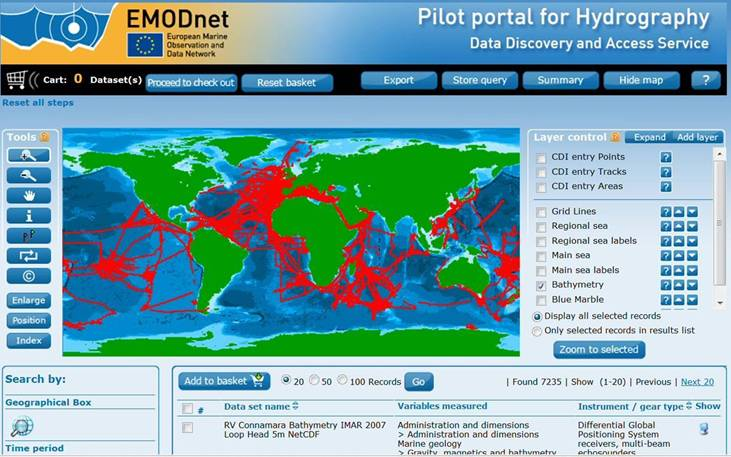 EMODnet
European Marine
Observation and
Data Network
Pilot portal for Hydrography
Data Discovery and Access Service
Cart: 0 Dataset(s)
Proceed to check out
Reset basket
Export
Store query
Summary
Hide map
?
Reset all steps
Tools
Enlarge
Position
Index
Layer control
Expand
Add layer
CDI entry Points ?
CDI entry Tracks ?
CDI entry Areas ?
Grid Lines ?
Regional sea ?
Regional sea labels ?
Main sea ?
Main sea labels ?
Bathymetry ?
Blue Marble ?
Display all selected records
Only selected records in results list
Zoom to selected
Search by:
Geographical Box
Time period
Add to basket
20 50 100 Records Go
| Found 7235 | Show (1-20) | Previous | Next 20
# Data set name Variables measured Instrument / gear type Show
RV Connamara Bathymetry IMAR 2007
Loop Head 5m NetCDF
Administration and dimensions
> Administration and dimensions
Marine geology
> Gravity, magnetics and bathymetry
Differential Global
Positioning System
receivers, multi-beam
echosounders